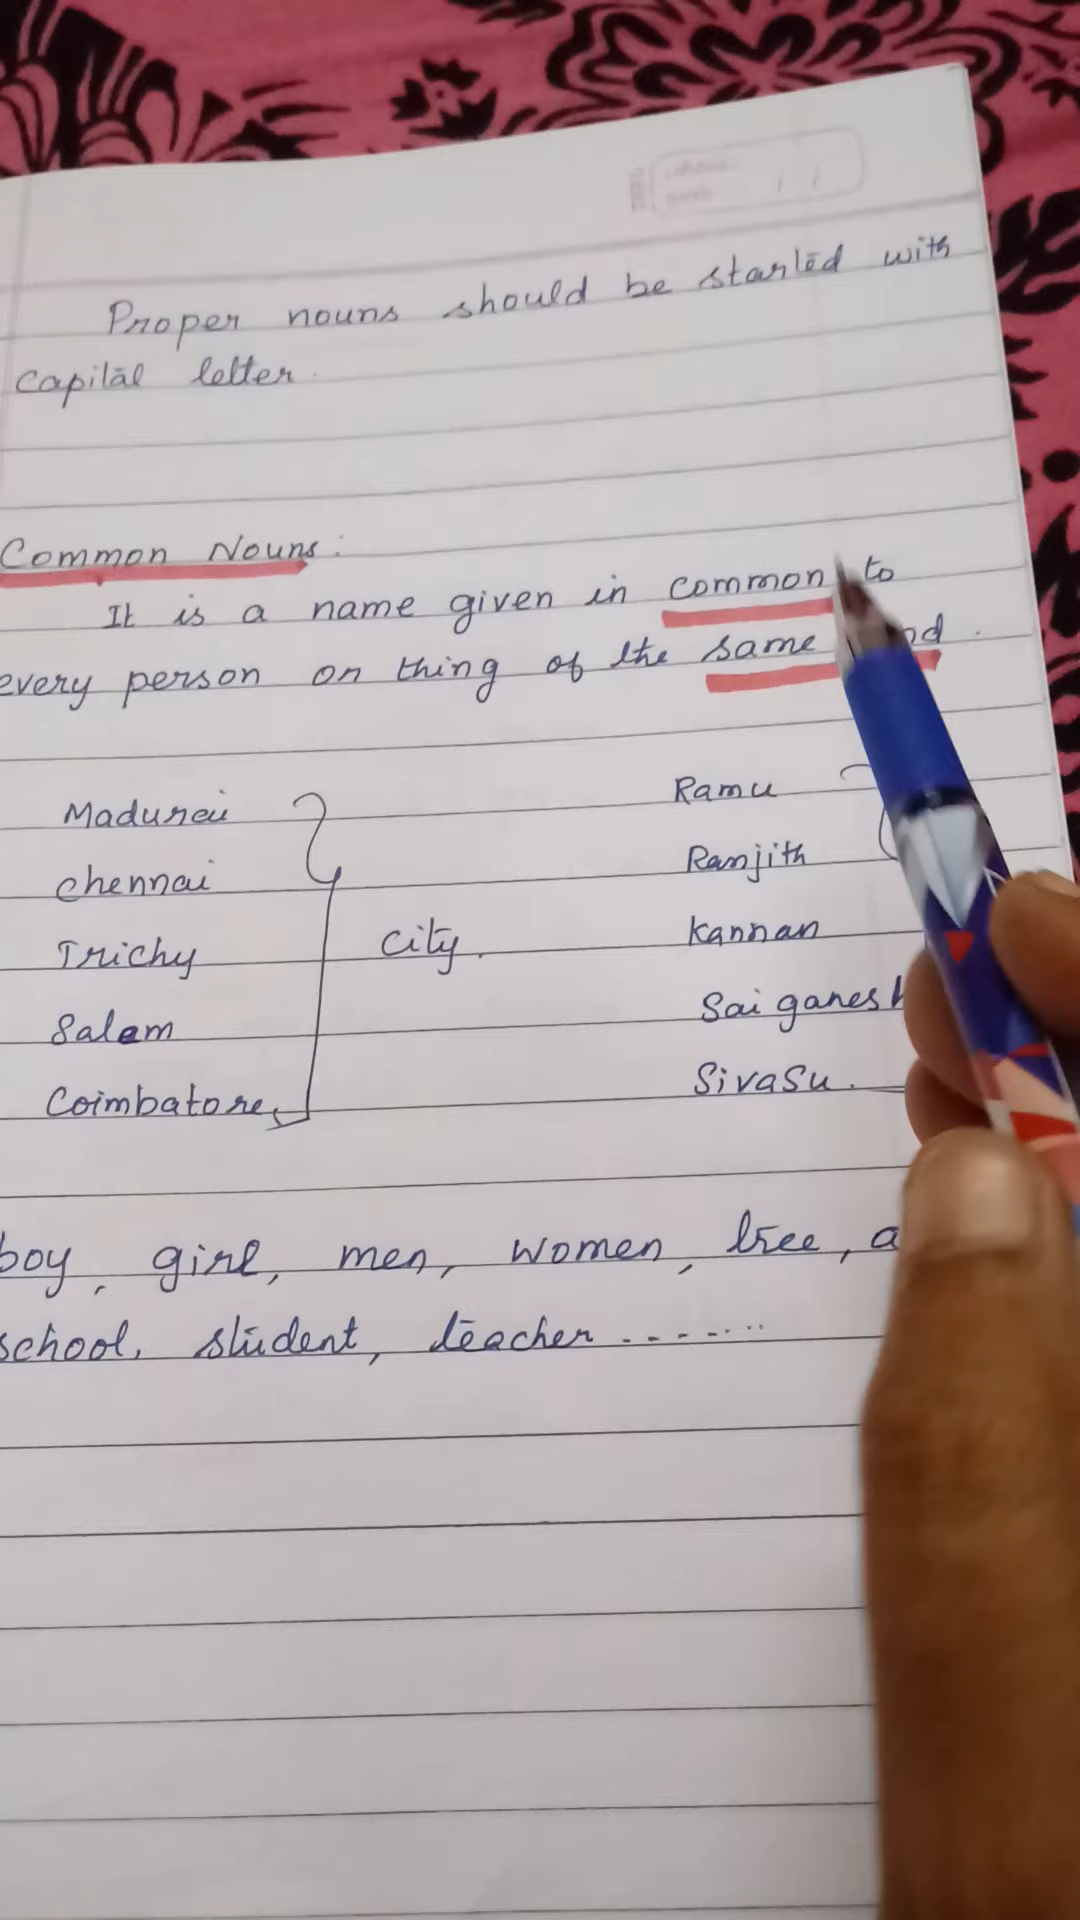 Proper nouns should be started with
capital letter.
Common Nouns:
It is a name given in common to
every person or thing of the same
Madurai
Chennai
Trichy
Salem
Coimbatore
City.
Ramu
Ranjith
Kannan
Sai ganesh
Sivasu.
boy, girl, men, women, tree, a
school, student, teacher .......